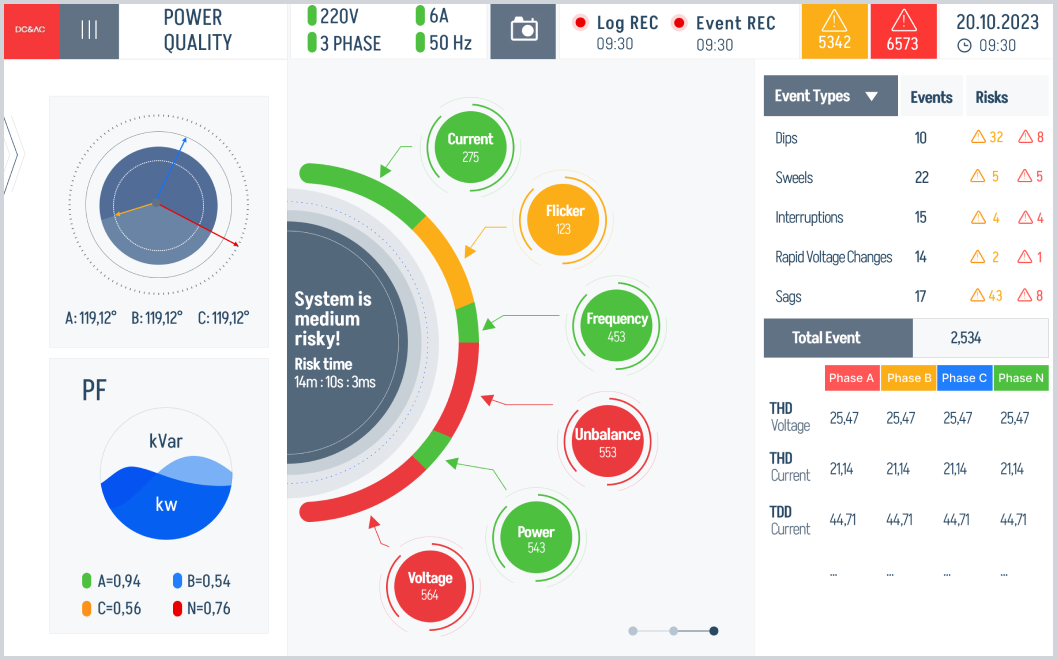 DC&AC
POWER
QUALITY
220V
6A
3 PHASE
50 Hz
Log REC
09:30
Event REC
09:30
5342
6573
20.10.2023
09:30
A: 119,12° B: 119,12° C: 119,12°
PF
kVar
kw
A=0,94
B=0,54
C=0,56
N=0,76
System is
medium
risky!
Risk time
14m : 10s : 3ms
Current
275
Flicker
123
Frequency
453
Unbalance
553
Power
543
Voltage
564
Event Types Events Risks
Dips 10 32 8
Sweels 22 5 5
Interruptions 15 4 4
Rapid Voltage Changes 14 2 1
Sags 17 43 8
Total Event 2,534
Phase A Phase B Phase C Phase N
THD
Voltage
25,47 25,47 25,47 25,47
THD
Current
21,14 21,14 21,14 21,14
TDD
Current
44,71 44,71 44,71 44,71
... ... ... ...